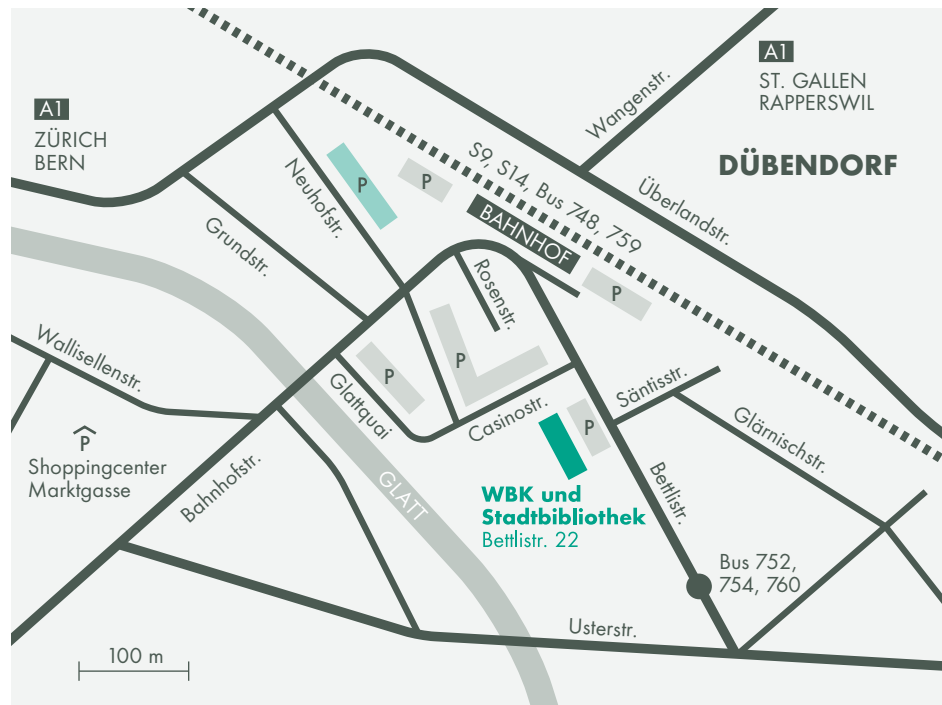 A1
ZÜRICH
BERN
A1
ST. GALLEN
RAPPERSWIL
DÜBENDORF
Wangenstr.
Überlandstr.
S9, S14, Bus 748, 759
BAHNHOF
P
P
P
Neuhofstr.
Grundstr.
Rosenstr.
Wallisellenstr.
P
P
Glattquai
Casinostr.
P
Säntisstr.
Glärnischstr.
P
Shoppingcenter
Marktgasse
Bahnhofstr.
GLATT
WBK und
Stadtbibliothek
Bettlistr. 22
Bettlistr.
Bus 752,
754, 760
Usterstr.
100 m